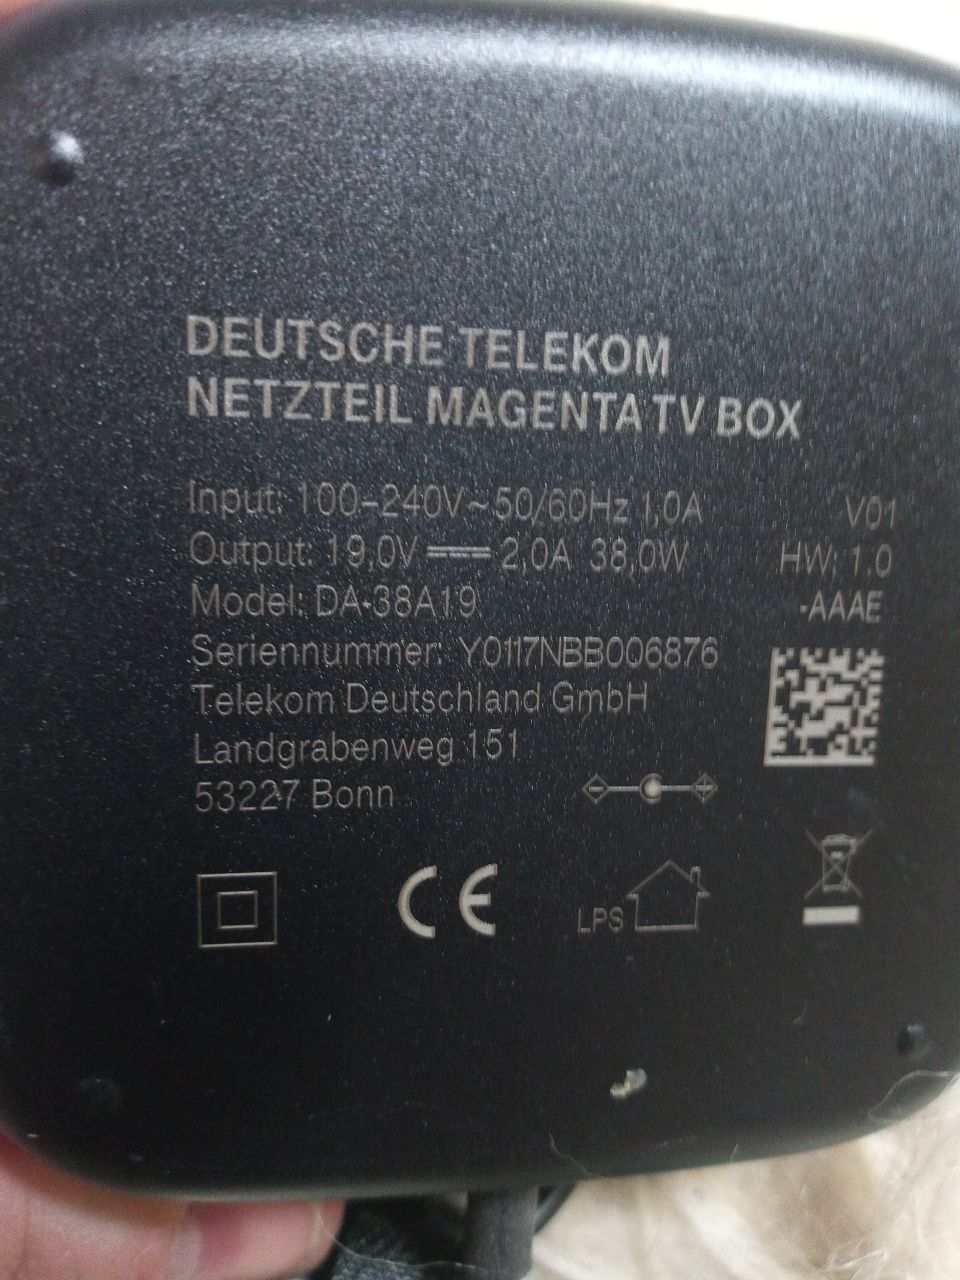 DEUTSCHE TELEKOM
NETZTEIL MAGENTA TV BOX
Input: 100-240V~50/60Hz 1,0A V01
Output: 19,0V ⎓ 2,0A 38,0W HW: 1.0
Model: DA-38A19 -AAAE
Seriennummer: Y0117NBB006876
Telekom Deutschland GmbH
Landgrabenweg 151
53227 Bonn
CE
LPS